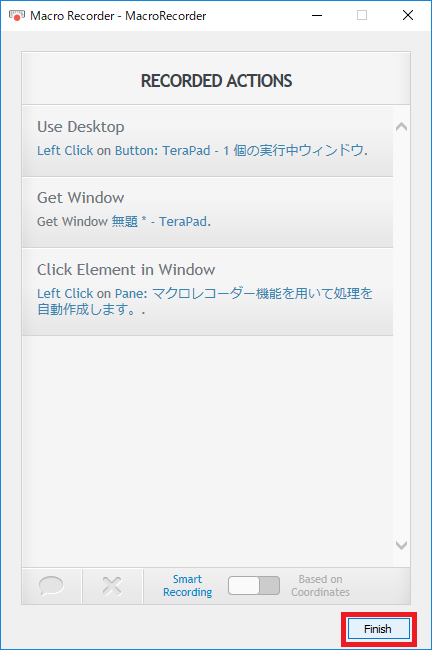 Macro Recorder - MacroRecorder
RECORDED ACTIONS
Use Desktop
Left Click on Button: TeraPad - 1 個の実行中ウィンドウ.
Get Window
Get Window 無題 * - TeraPad.
Click Element in Window
Left Click on Pane: マクロレコーダー機能を用いて処理を
自動作成します。.
Smart
Recording
Based on
Coordinates
Finish